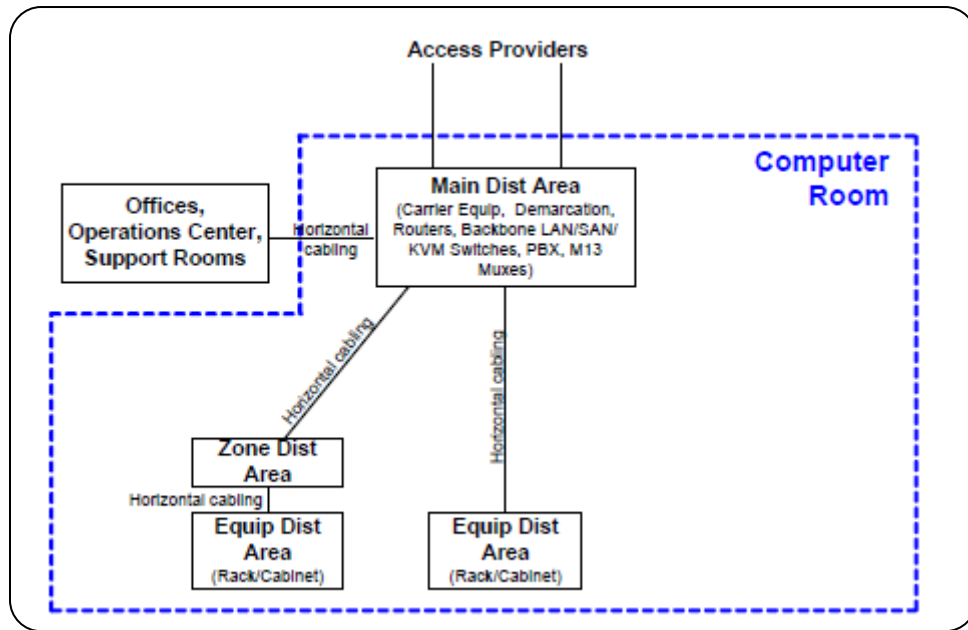 Access Providers
Computer
Room
Main Dist Area
(Carrier Equip, Demarcation,
Routers, Backbone LAN/SAN/
KVM Switches, PBX, M13
Muxes)
Offices,
Operations Center,
Support Rooms
Horizontal
cabling
Horizontal cabling
Horizontal cabling
Zone Dist
Area
Horizontal cabling
Equip Dist
Area
(Rack/Cabinet)
Equip Dist
Area
(Rack/Cabinet)